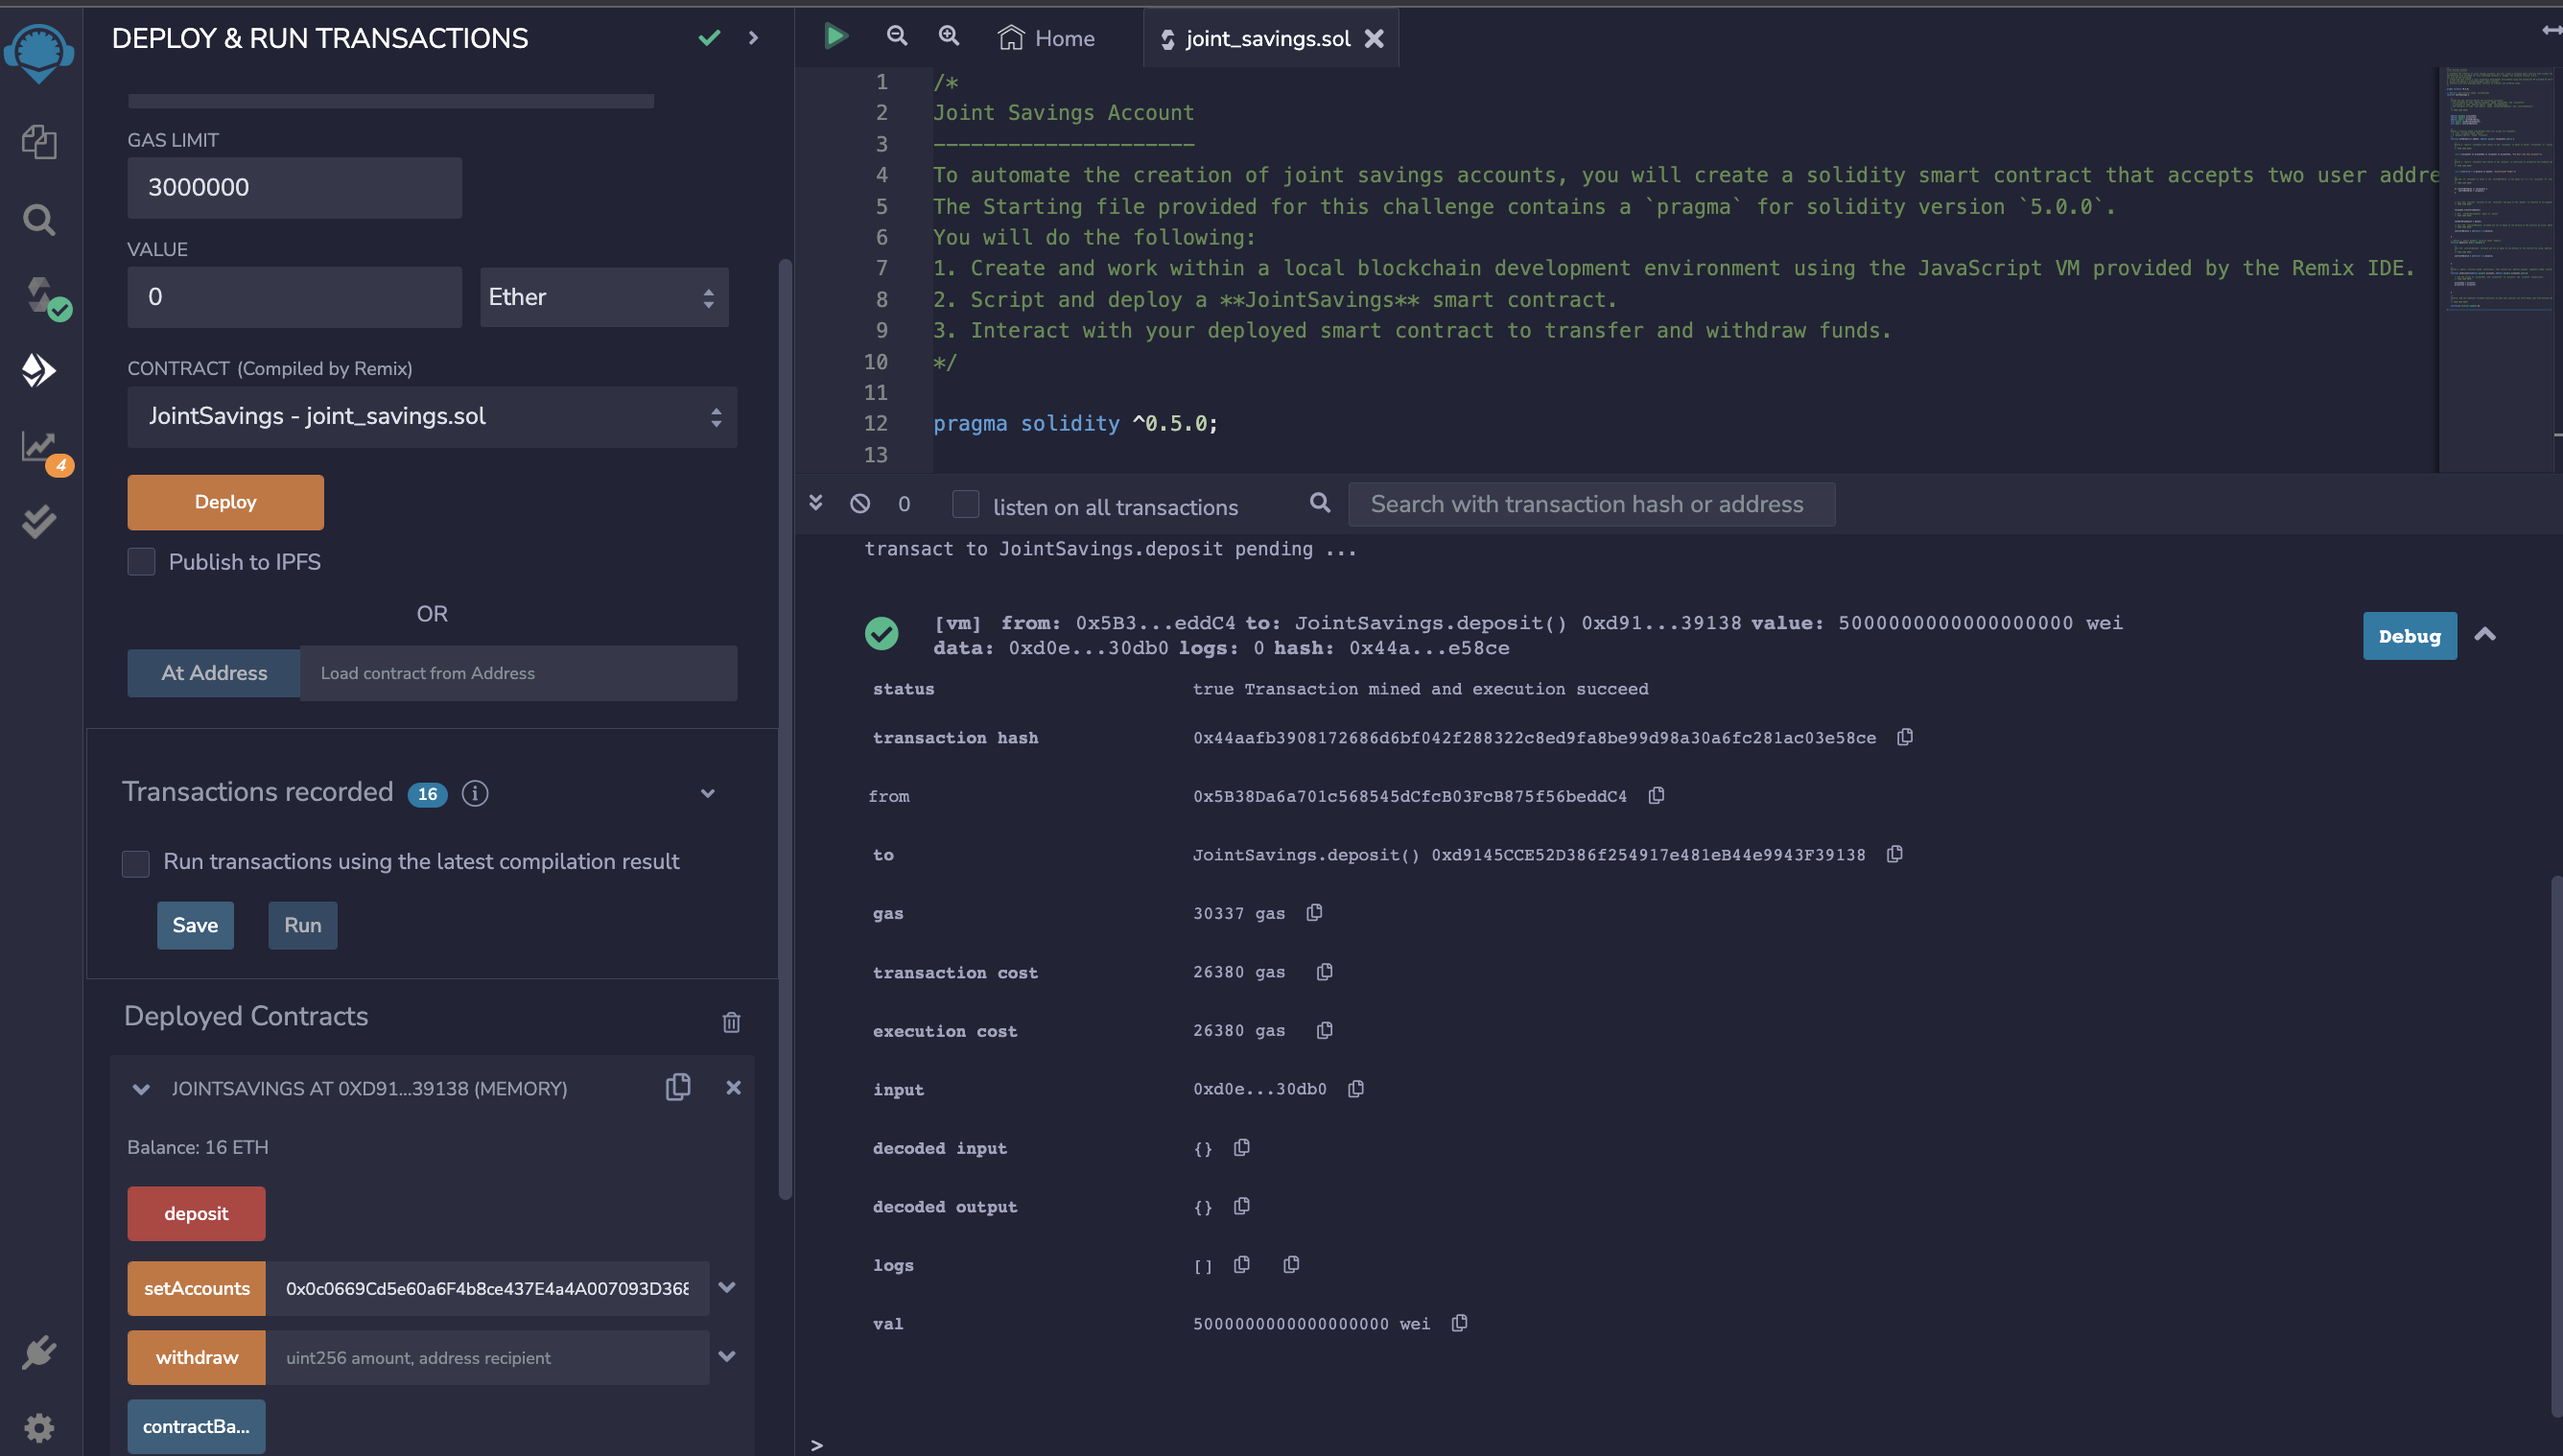 DEPLOY & RUN TRANSACTIONS
GAS LIMIT
3000000
VALUE
0
Ether
CONTRACT (Compiled by Remix)
JointSavings - joint_savings.sol
Deploy
Publish to IPFS
OR
At Address
Load contract from Address
Transactions recorded 16
Run transactions using the latest compilation result
Save
Run
Deployed Contracts
JOINTSAVINGS AT 0XD91...39138 (MEMORY)
Balance: 16 ETH
deposit
setAccounts
0x0c0669Cd5e60a6F4b8ce437E4a4A007093D368
withdraw
uint256 amount, address recipient
contractBa...
4
Home
joint_savings.sol
1 /*
2 Joint Savings Account
3 ---------------------
4 To automate the creation of joint savings accounts, you will create a solidity smart contract that accepts two user addre
5 The Starting file provided for this challenge contains a `pragma` for solidity version `5.0.0`.
6 You will do the following:
7 1. Create and work within a local blockchain development environment using the JavaScript VM provided by the Remix IDE.
8 2. Script and deploy a **JointSavings** smart contract.
9 3. Interact with your deployed smart contract to transfer and withdraw funds.
10 */
11
12 pragma solidity ^0.5.0;
13
0
listen on all transactions
Search with transaction hash or address
transact to JointSavings.deposit pending ...
[vm] from: 0x5B3...eddC4 to: JointSavings.deposit() 0xd91...39138 value: 5000000000000000000 wei
data: 0xd0e...30db0 logs: 0 hash: 0x44a...e58ce
Debug
status true Transaction mined and execution succeed
transaction hash 0x44aafb3908172686d6bf042f288322c8ed9fa8be99d98a30a6fc281ac03e58ce
from 0x5B38Da6a701c568545dCfcB03FcB875f56beddC4
to JointSavings.deposit() 0xd9145CCE52D386f254917e481eB44e9943F39138
gas 30337 gas
transaction cost 26380 gas
execution cost 26380 gas
input 0xd0e...30db0
decoded input {}
decoded output {}
logs []
val 5000000000000000000 wei
>